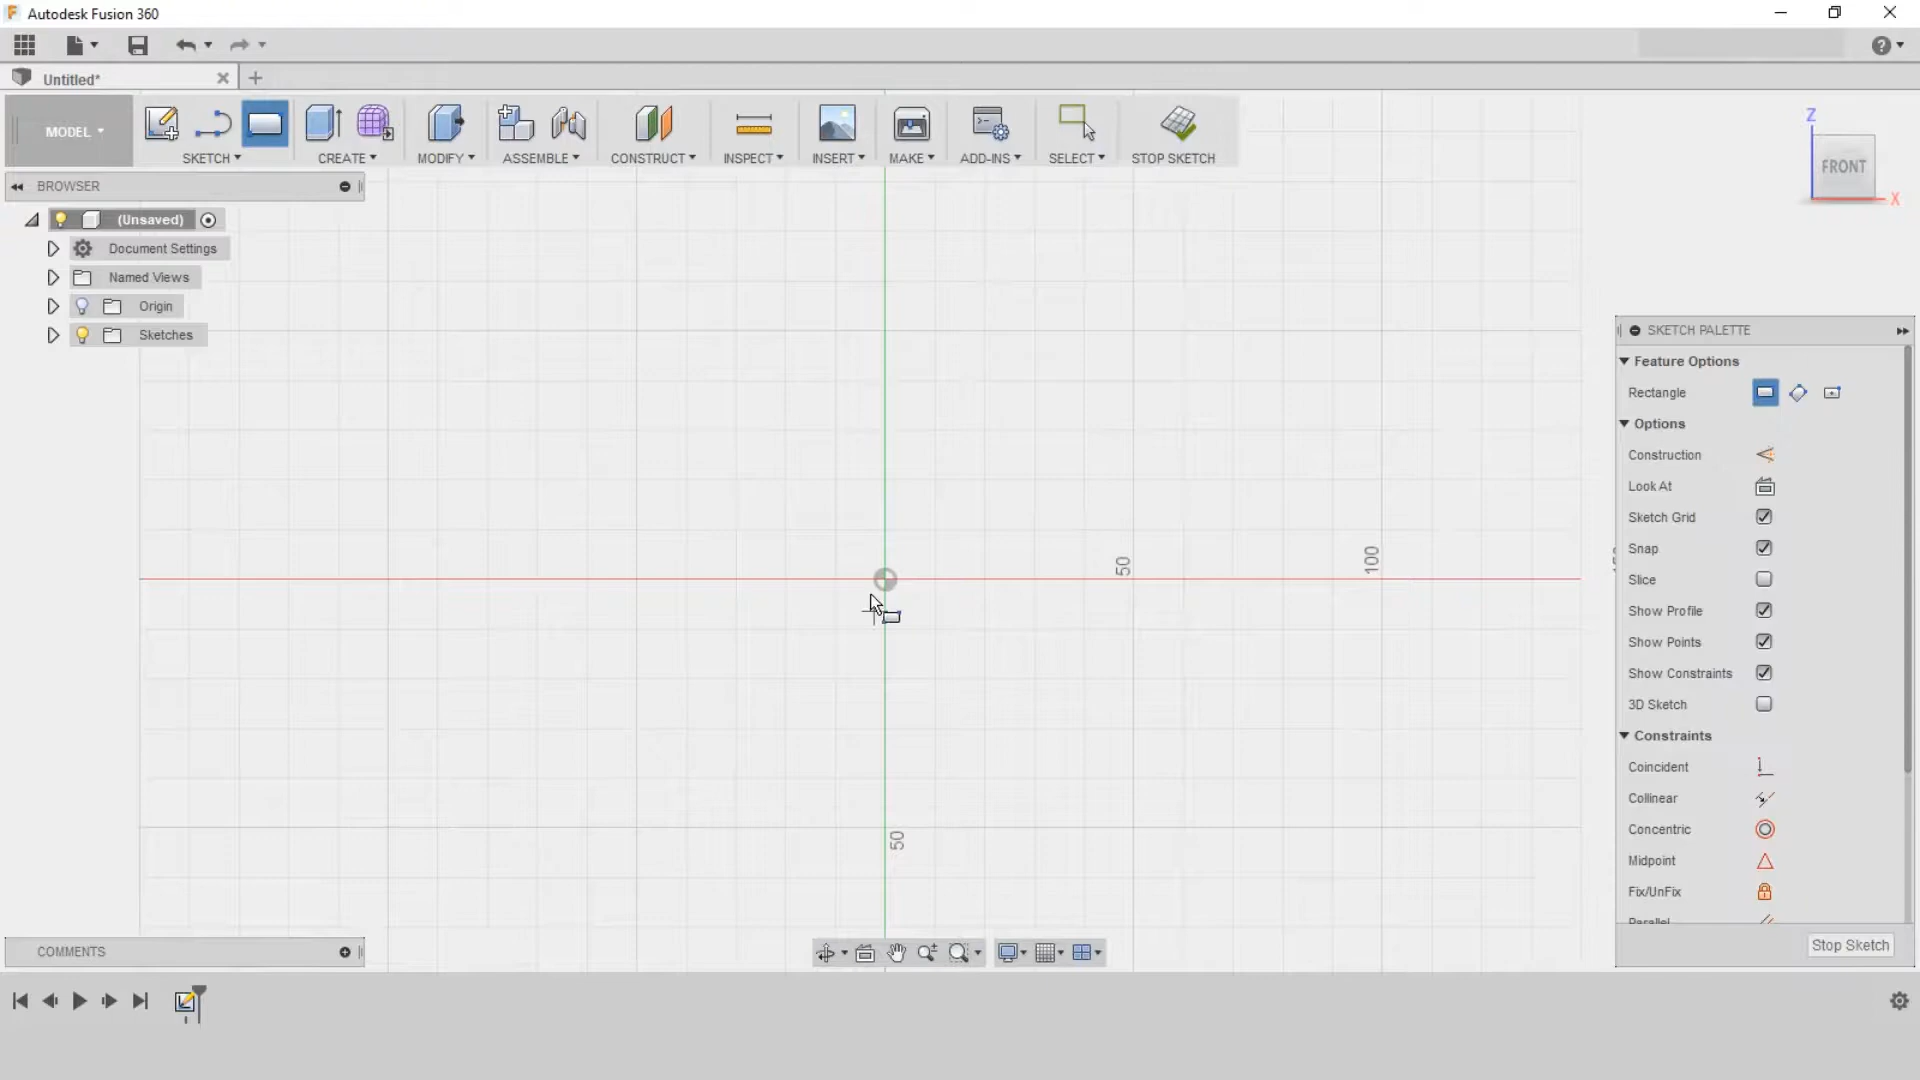 Autodesk Fusion 360
Untitled*
MODEL
SKETCH
CREATE
MODIFY
ASSEMBLE
CONSTRUCT
INSPECT
INSERT
MAKE
ADD-INS
SELECT
STOP SKETCH
Z
FRONT
X
BROWSER
(Unsaved)
Document Settings
Named Views
Origin
Sketches
50
100
50
SKETCH PALETTE
Feature Options
Rectangle
Options
Construction
Look At
Sketch Grid
Snap
Slice
Show Profile
Show Points
Show Constraints
3D Sketch
Constraints
Coincident
Collinear
Concentric
Midpoint
Fix/UnFix
Parallel
Stop Sketch
COMMENTS